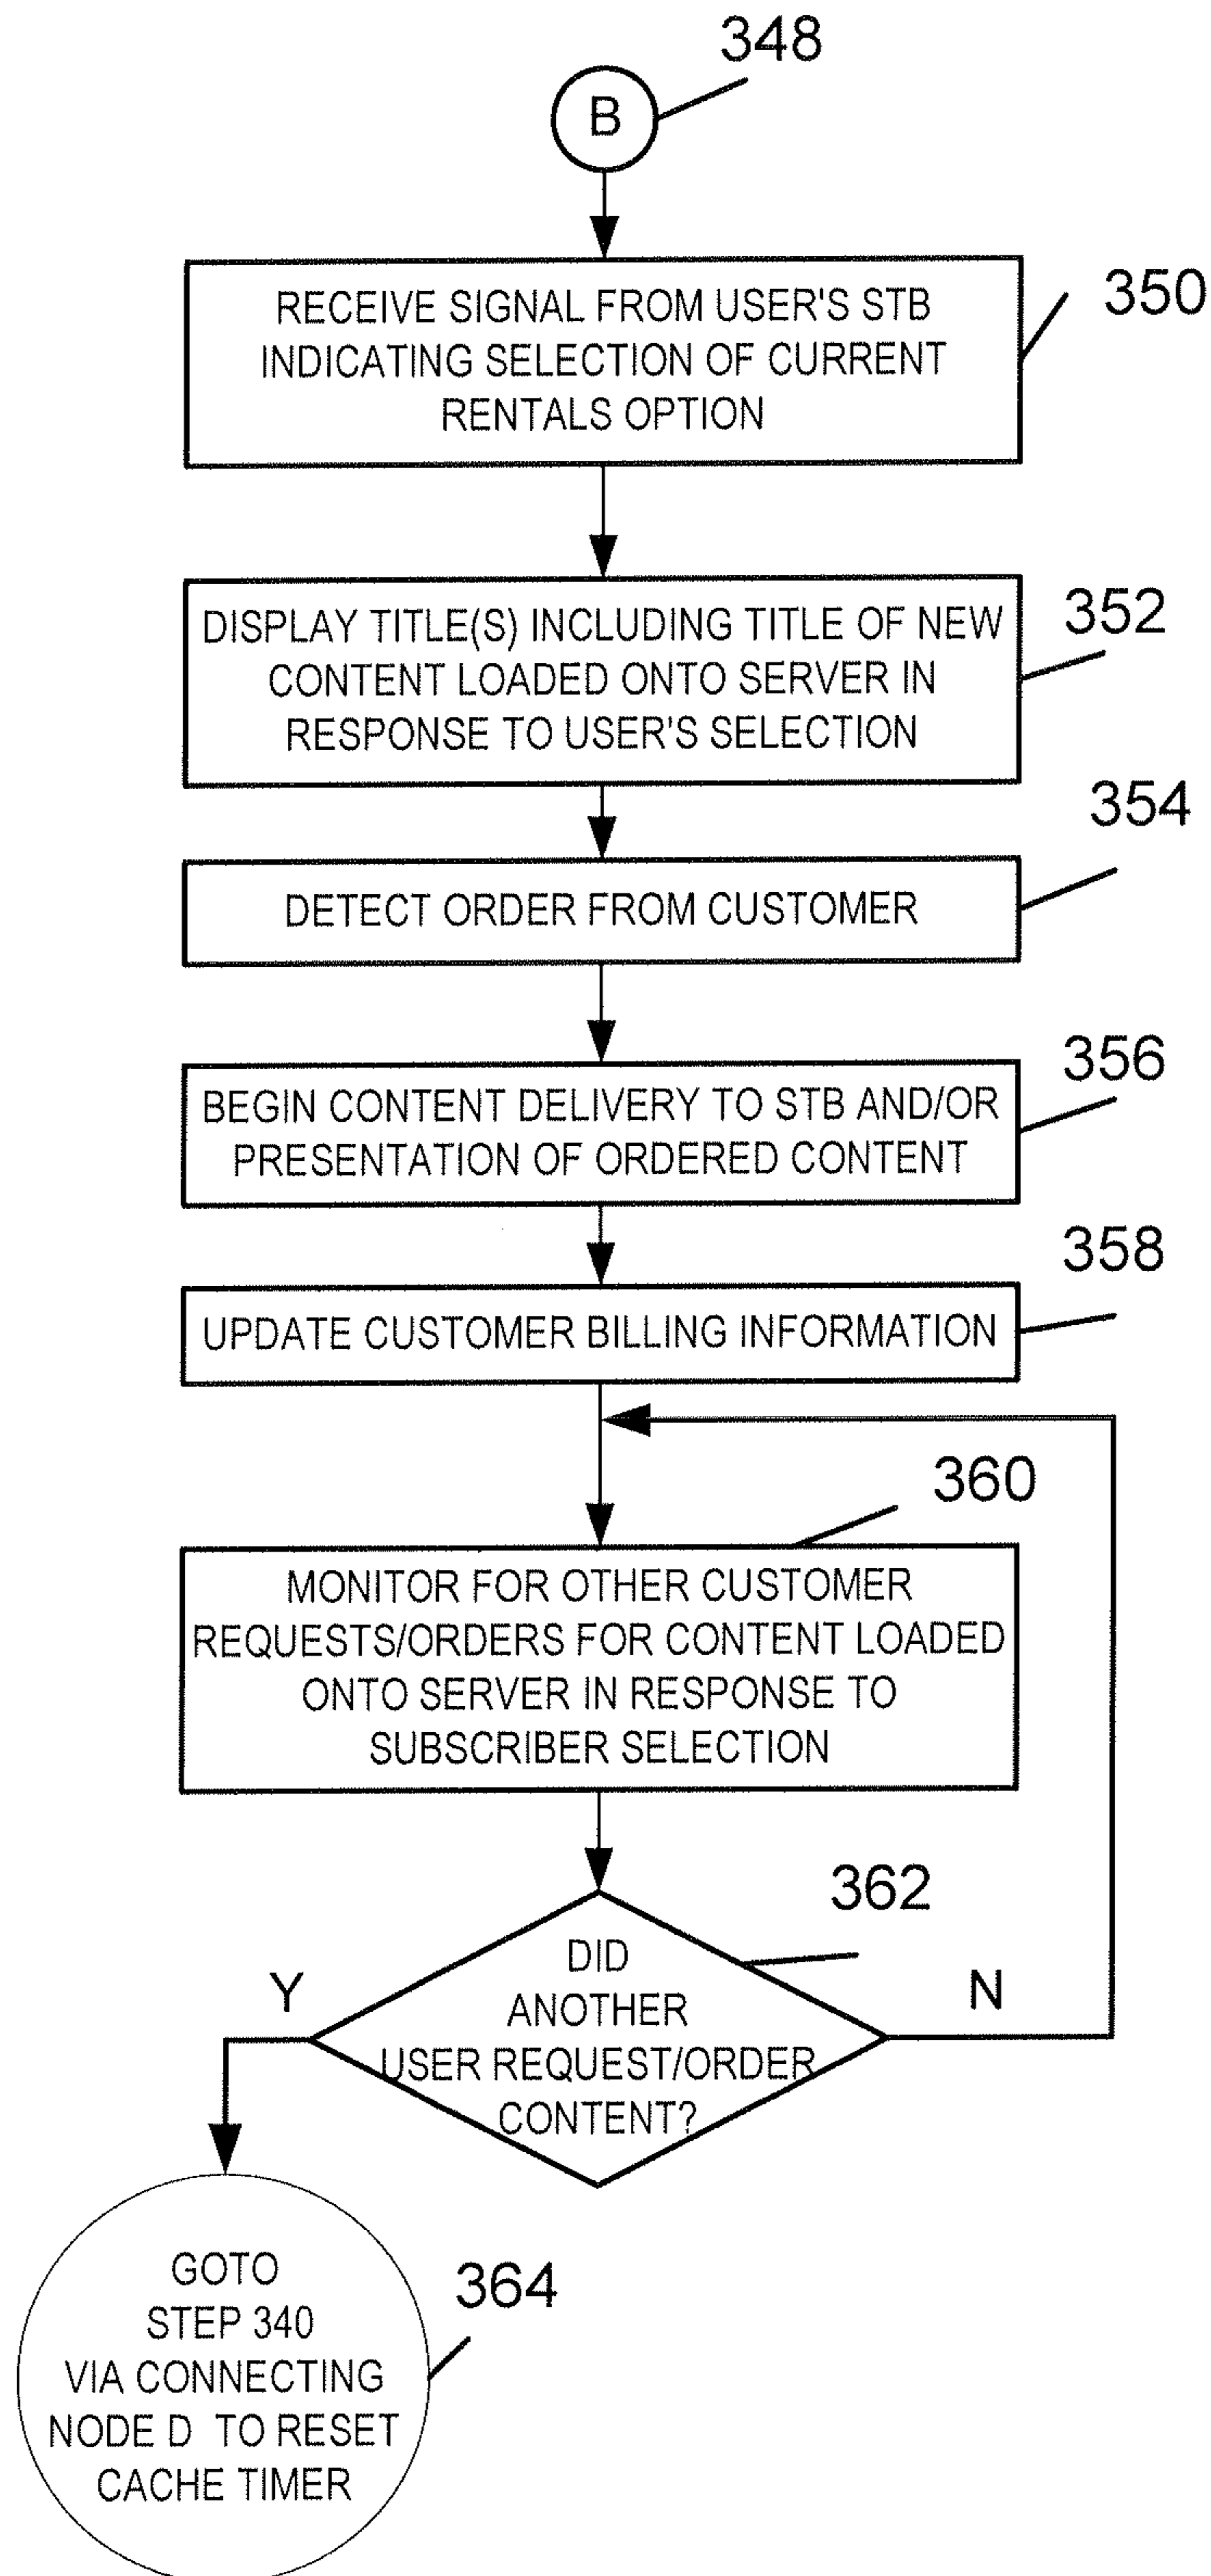 348
B
350
RECEIVE SIGNAL FROM USER'S STB
INDICATING SELECTION OF CURRENT
RENTALS OPTION
352
DISPLAY TITLE(S) INCLUDING TITLE OF NEW
CONTENT LOADED ONTO SERVER IN
RESPONSE TO USER'S SELECTION
354
DETECT ORDER FROM CUSTOMER
356
BEGIN CONTENT DELIVERY TO STB AND/OR
PRESENTATION OF ORDERED CONTENT
358
UPDATE CUSTOMER BILLING INFORMATION
360
MONITOR FOR OTHER CUSTOMER
REQUESTS/ORDERS FOR CONTENT LOADED
ONTO SERVER IN RESPONSE TO
SUBSCRIBER SELECTION
362
DID
ANOTHER
USER REQUEST/ORDER
CONTENT?
Y
N
GOTO
STEP 340
VIA CONNECTING
NODE D TO RESET
CACHE TIMER
364